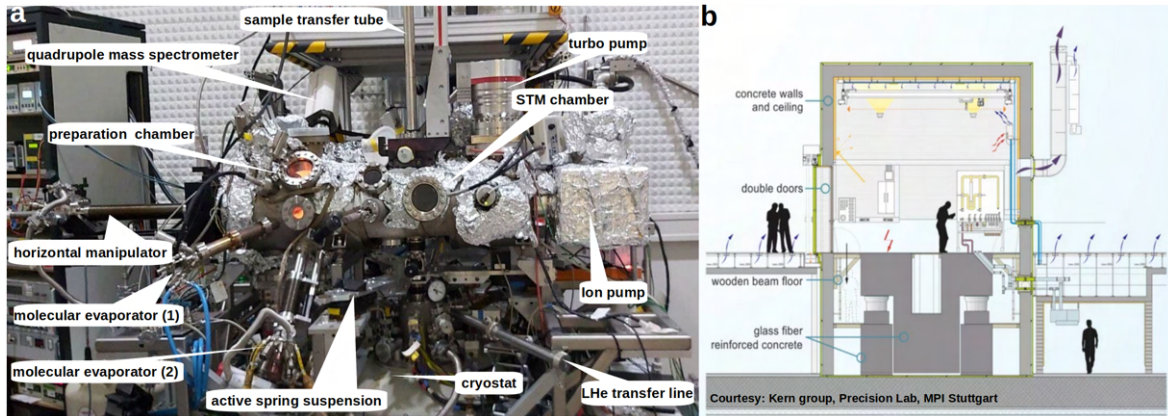 a
sample transfer tube
quadrupole mass spectrometer
turbo pump
STM chamber
preparation chamber
horizontal manipulator
molecular evaporator (1)
Ion pump
molecular evaporator (2)
cryostat
active spring suspension
LHe transfer line
b
concrete walls
and ceiling
double doors
wooden beam floor
glass fiber
reinforced concrete
Courtesy: Kern group, Precision Lab, MPI Stuttgart